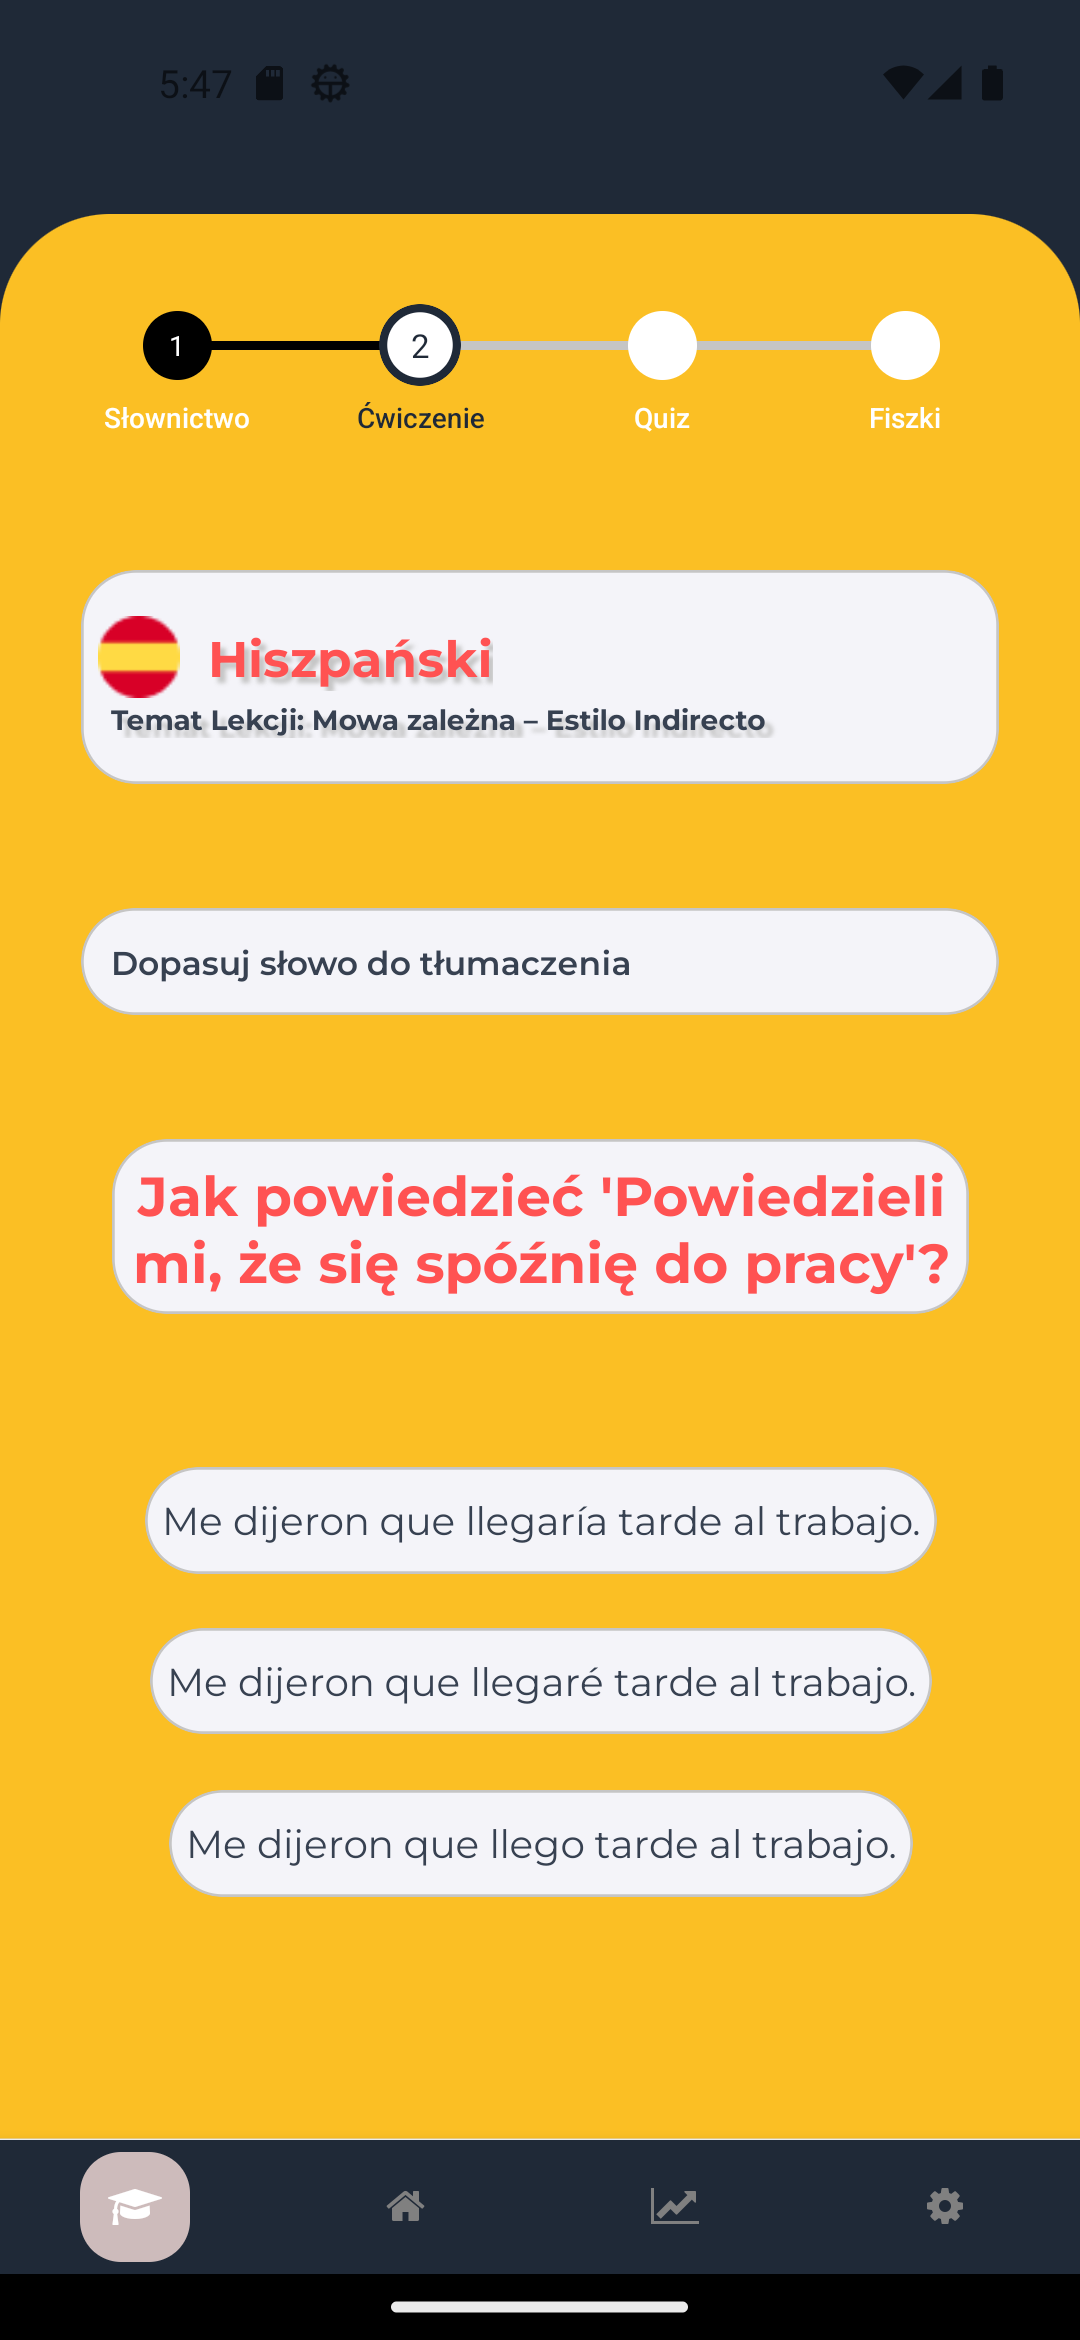 5:47
1
2
Słownictwo
Ćwiczenie
Quiz
Fiszki
Hiszpański
Temat Lekcji: Mowa zależna – Estilo Indirecto
Dopasuj słowo do tłumaczenia
Jak powiedzieć 'Powiedzieli
mi, że się spóźnię do pracy'?
Me dijeron que llegaría tarde al trabajo.
Me dijeron que llegaré tarde al trabajo.
Me dijeron que llego tarde al trabajo.